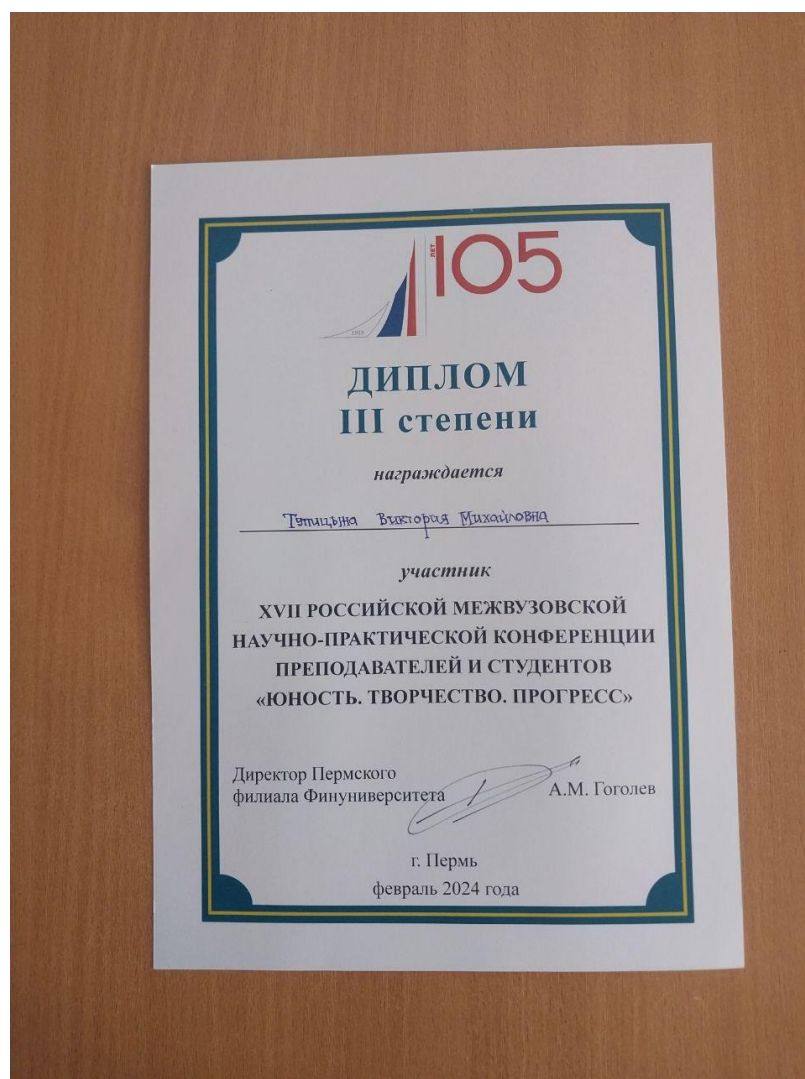 ЛЕТ 105
1919
ДИПЛОМ
III степени
награждается
Тупицына Виктория Михайловна
участник
XVII РОССИЙСКОЙ МЕЖВУЗОВСКОЙ
НАУЧНО-ПРАКТИЧЕСКОЙ КОНФЕРЕНЦИИ
ПРЕПОДАВАТЕЛЕЙ И СТУДЕНТОВ
«ЮНОСТЬ. ТВОРЧЕСТВО. ПРОГРЕСС»
Директор Пермского
филиала Финуниверситета А.М. Гоголев
г. Пермь
февраль 2024 года